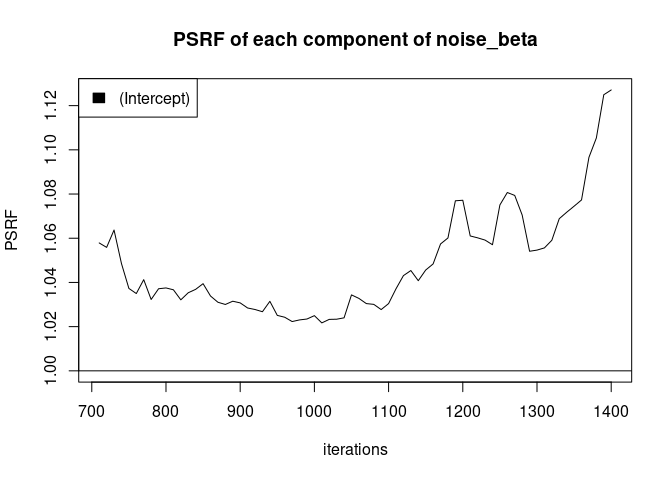 PSRF of each component of noise_beta
(Intercept)
PSRF
1.12
1.10
1.08
1.06
1.04
1.02
1.00
700 800 900 1000 1100 1200 1300 1400
iterations